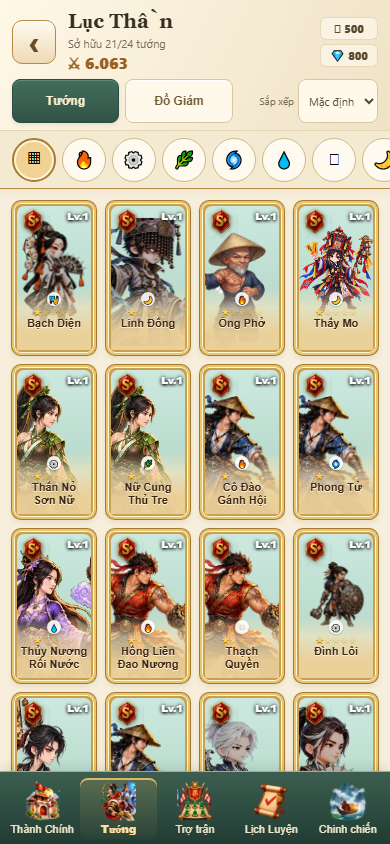 Lục Thần
Sở hữu 21/24 tướng
6.063
500
800
Tướng
Đồ Giám
Sắp xếp
Mặc định
S Lv.1
S Lv.1
S Lv.1
S Lv.1
Bạch Diện
Linh Đồng
Ông Phở
Thầy Mo
S Lv.1
S Lv.1
S Lv.1
S Lv.1
Thần Nỏ Sơn Nữ
Nữ Cung Thủ Tre
Cô Đào Gánh Hội
Phong Tử
S Lv.1
S Lv.1
S Lv.1
S Lv.1
Thủy Nương Rối Nước
Hồng Liên Đao Nương
Thạch Quyền
Đình Lôi
S Lv.1
S Lv.1
S Lv.1
S Lv.1
Thành Chính
Tướng
Trợ trận
Lịch Luyện
Chinh chiến